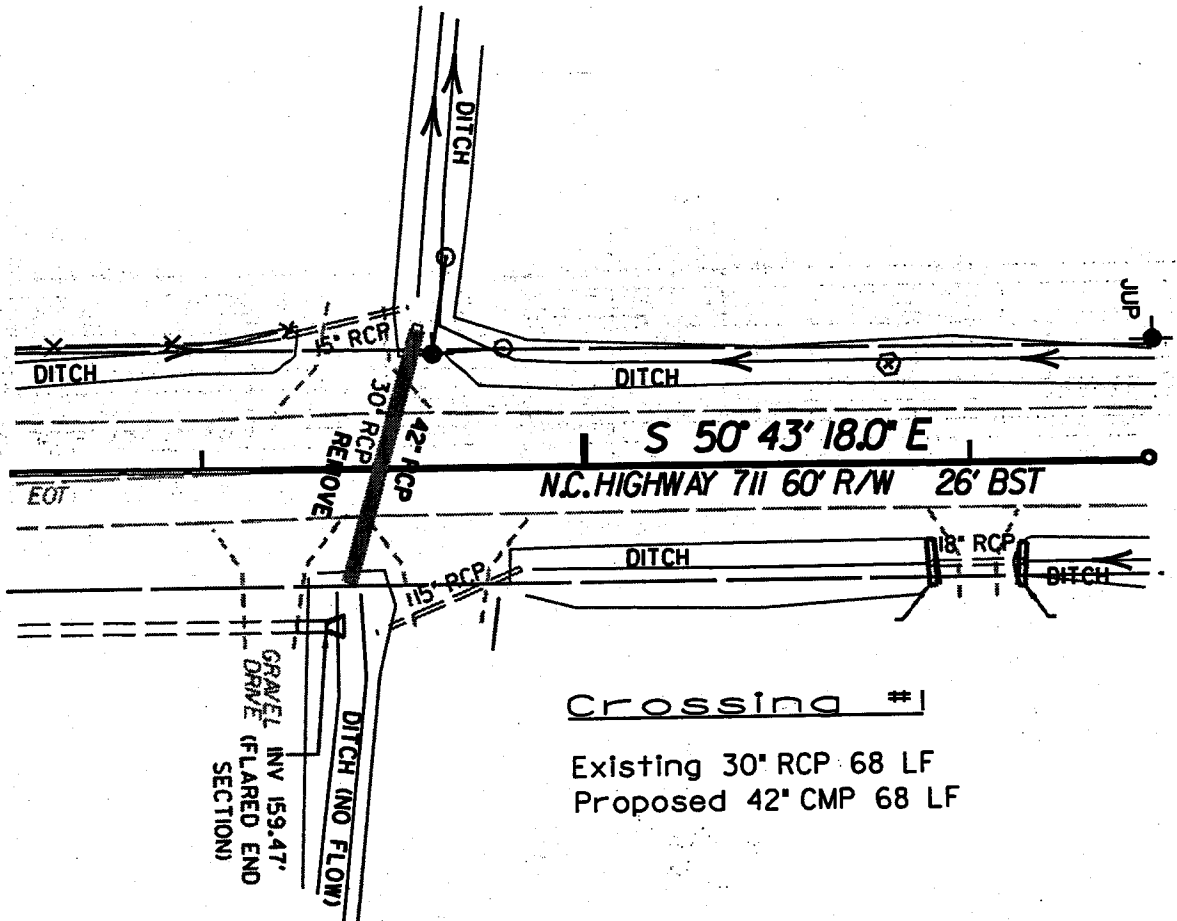 DITCH
JUP
15" RCP
DITCH
DITCH
42" RCP
30" RCP
REMOVE
S 50° 43' 18.0" E
EOT
N.C. HIGHWAY 711 60' R/W 26' BST
DITCH
18" RCP
DITCH
15" RCP
GRAVEL
DRIVE
INV 159.47'
(FLARED END
SECTION)
DITCH (NO FLOW)
Crossing #1
Existing 30" RCP 68 LF
Proposed 42" CMP 68 LF